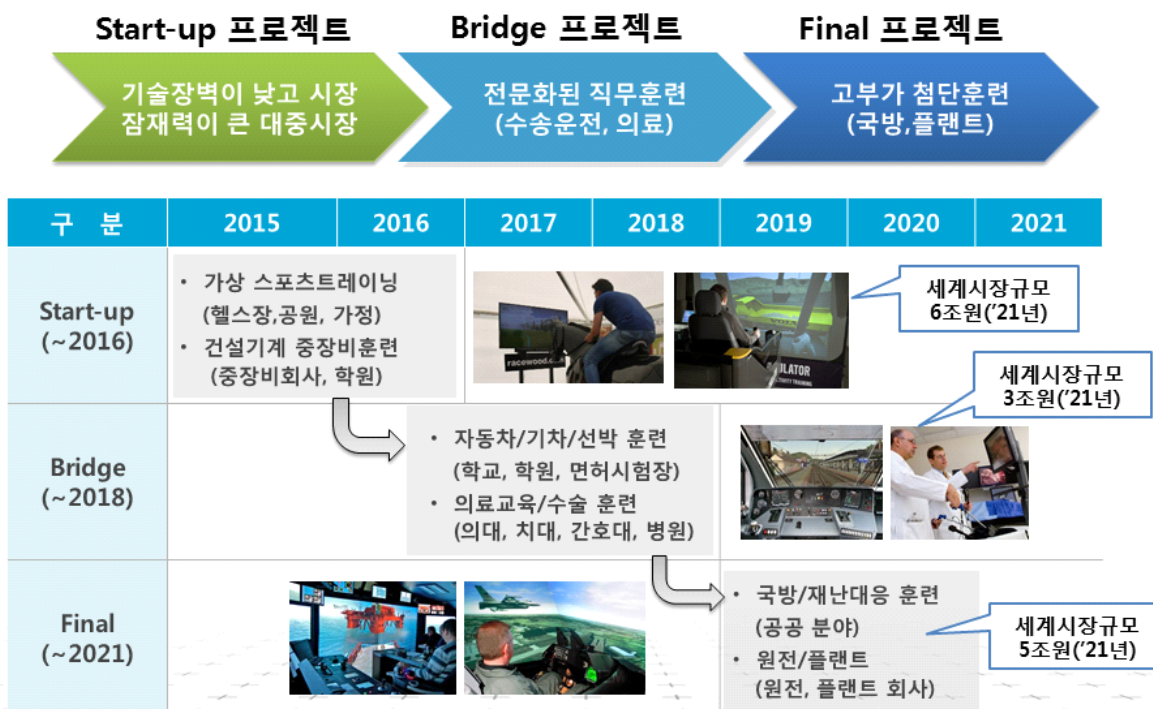 Start-up 프로젝트
Bridge 프로젝트
Final 프로젝트
기술장벽이 낮고 시장
잠재력이 큰 대중시장
전문화된 직무훈련
(수송운전, 의료)
고부가 첨단훈련
(국방,플랜트)
구 분
2015
2016
2017
2018
2019
2020
2021
Start-up
(~2016)
• 가상 스포츠트레이닝
(헬스장,공원, 가정)
• 건설기계 중장비훈련
(중장비회사, 학원)
racewood.c
VOLV
ULATOR
세계시장규모
6조원('21년)
세계시장규모
3조원('21년)
Bridge
(~2018)
• 자동차/기차/선박 훈련
(학교, 학원, 면허시험장)
• 의료교육/수술 훈련
(의대, 치대, 간호대, 병원)
Final
(~2021)
• 국방/재난대응 훈련
(공공 분야)
• 원전/플랜트
(원전, 플랜트 회사)
세계시장규모
5조원('21년)